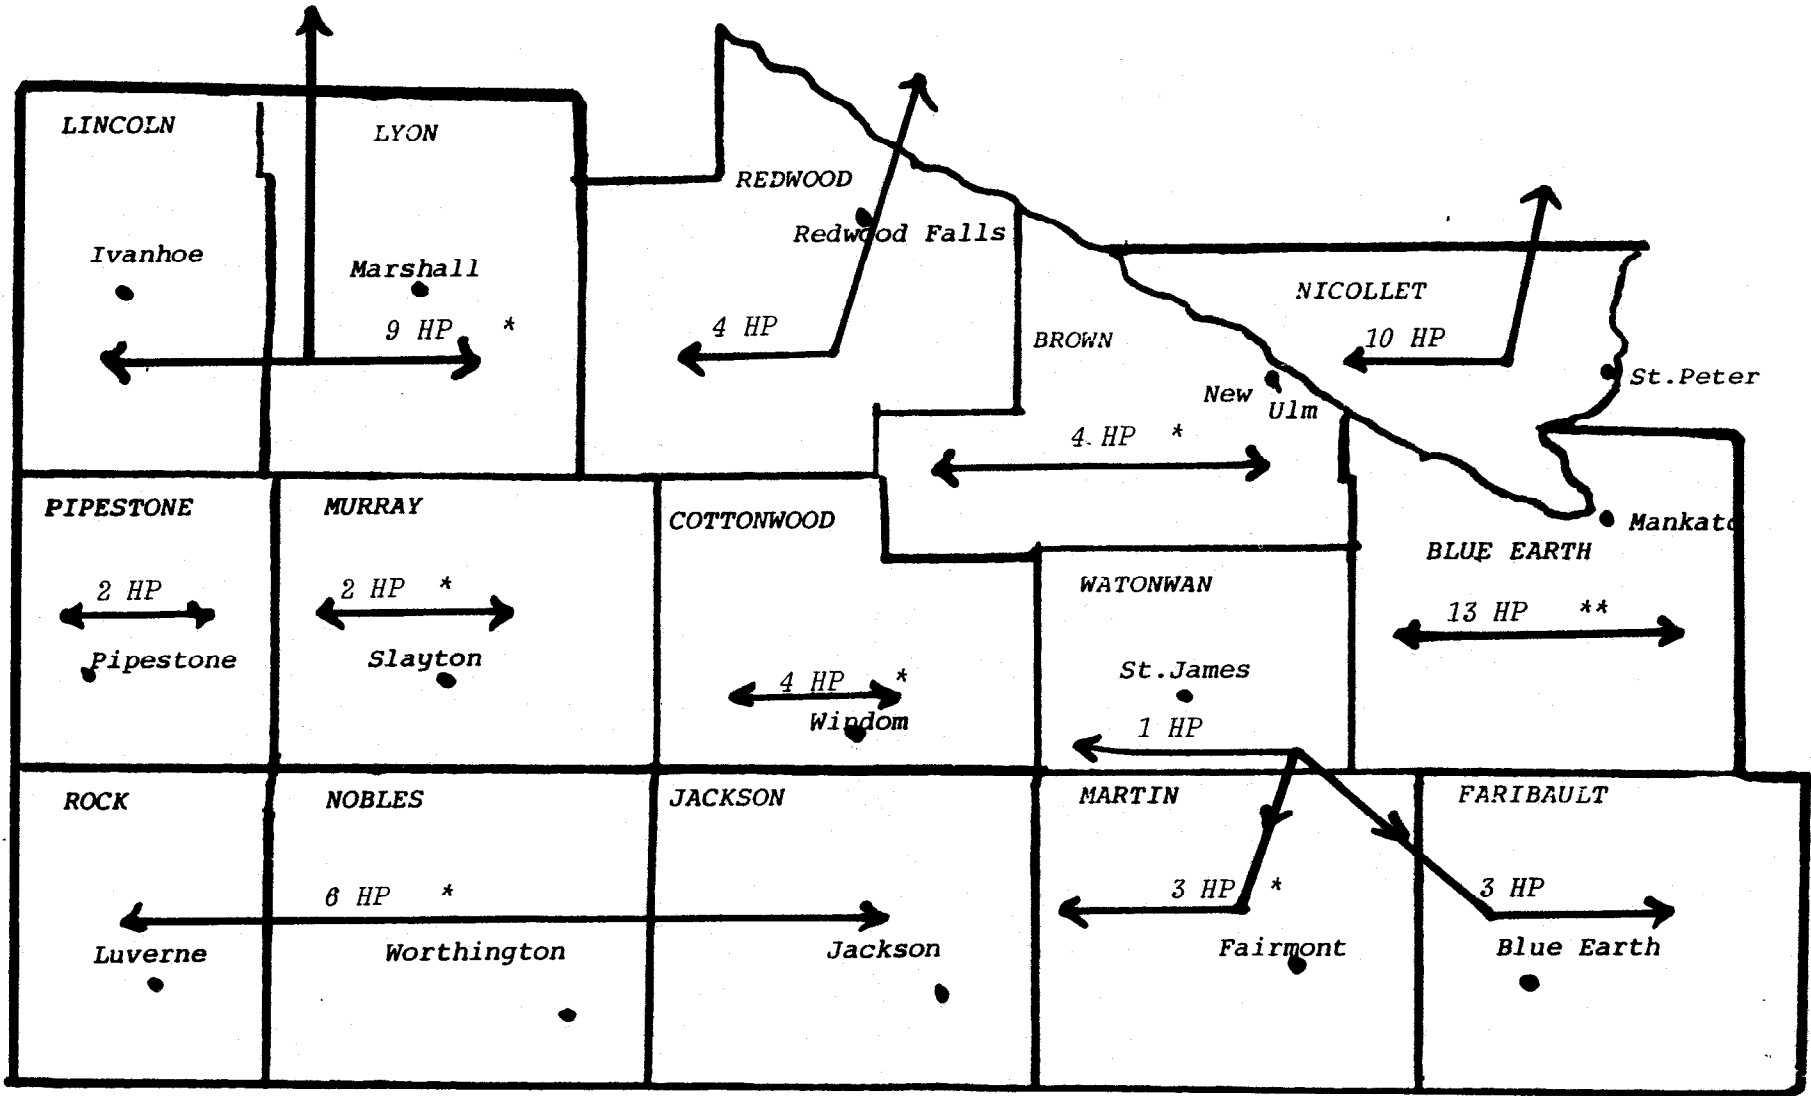 LINCOLN
LYON
REDWOOD
Redwood Falls
Ivanhoe
Marshall
NICOLLET
9 HP *
4 HP
BROWN
10 HP
St.Peter
New
Ulm
4 HP *
PIPESTONE
MURRAY
COTTONWOOD
Mankato
BLUE EARTH
2 HP
2 HP *
WATONWAN
13 HP **
Pipestone
Slayton
St.James
4 HP *
Windom
1 HP
ROCK
NOBLES
JACKSON
MARTIN
FARIBAULT
6 HP *
3 HP *
3 HP
Luverne
Worthington
Jackson
Fairmont
Blue Earth